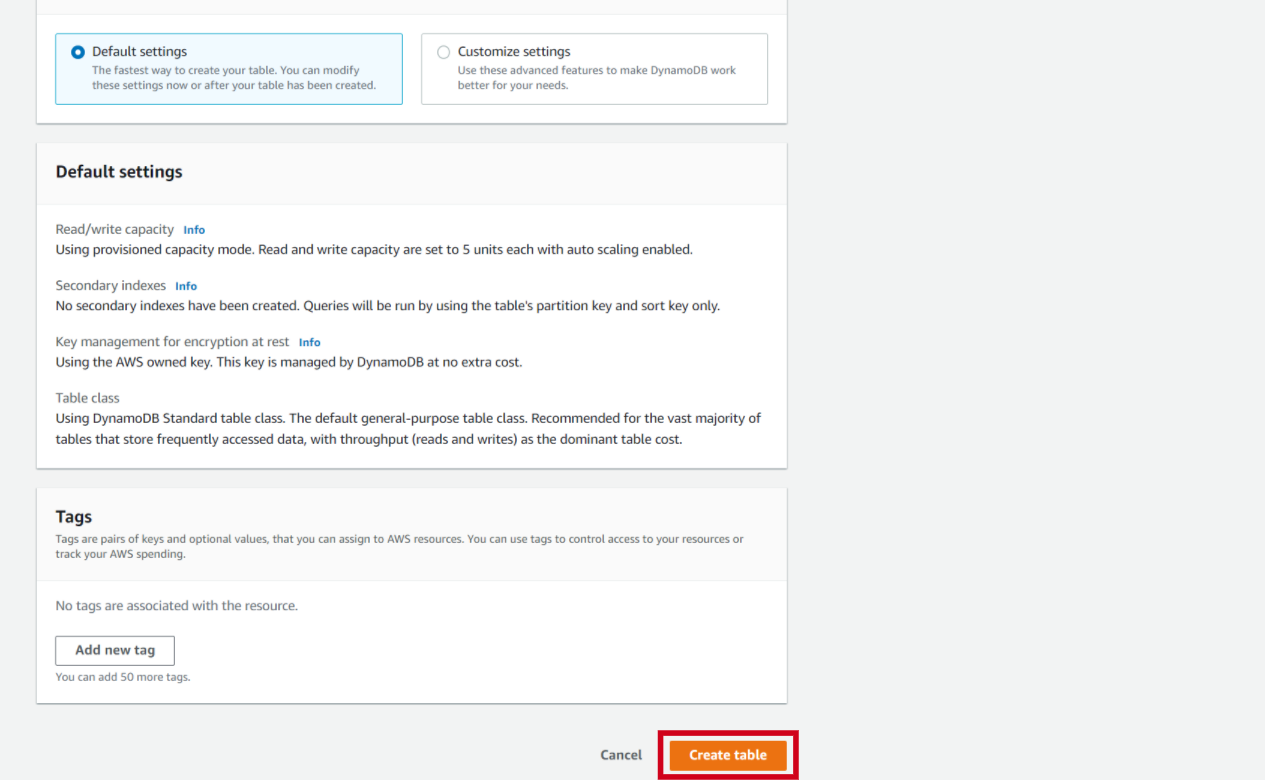 Default settings
The fastest way to create your table. You can modify
these settings now or after your table has been created.
Customize settings
Use these advanced features to make DynamoDB work
better for your needs.
Default settings
Read/write capacity Info
Using provisioned capacity mode. Read and write capacity are set to 5 units each with auto scaling enabled.
Secondary indexes Info
No secondary indexes have been created. Queries will be run by using the table's partition key and sort key only.
Key management for encryption at rest Info
Using the AWS owned key. This key is managed by DynamoDB at no extra cost.
Table class
Using DynamoDB Standard table class. The default general-purpose table class. Recommended for the vast majority of
tables that store frequently accessed data, with throughput (reads and writes) as the dominant table cost.
Tags
Tags are pairs of keys and optional values, that you can assign to AWS resources. You can use tags to control access to your resources or
track your AWS spending.
No tags are associated with the resource.
Add new tag
You can add 50 more tags.
Cancel Create table